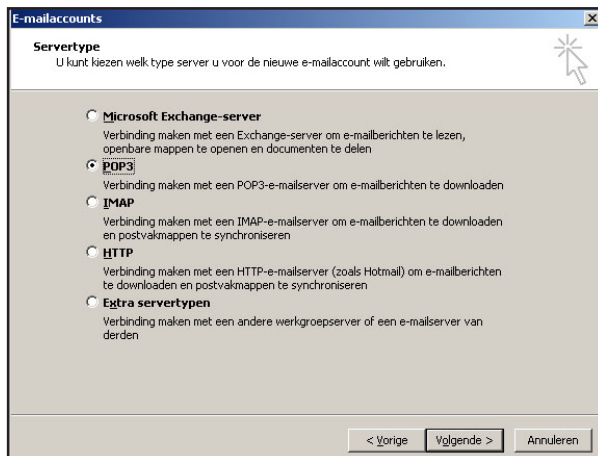 E-mailaccounts
Servertype
U kunt kiezen welk type server u voor de nieuwe e-mailaccount wilt gebruiken.
Microsoft Exchange-server
Verbinding maken met een Exchange-server om e-mailberichten te lezen,
openbare mappen te openen en documenten te delen
POP3
Verbinding maken met een POP3-e-mailserver om e-mailberichten te downloaden
IMAP
Verbinding maken met een IMAP-e-mailserver om e-mailberichten te downloaden
en postvakmappen te synchroniseren
HTTP
Verbinding maken met een HTTP-e-mailserver (zoals Hotmail) om e-mailberichten
te downloaden en postvakmappen te synchroniseren
Extra servertypen
Verbinding maken met een andere werkgroepserver of een e-mailserver van
derden
< Vorige Volgende > Annuleren